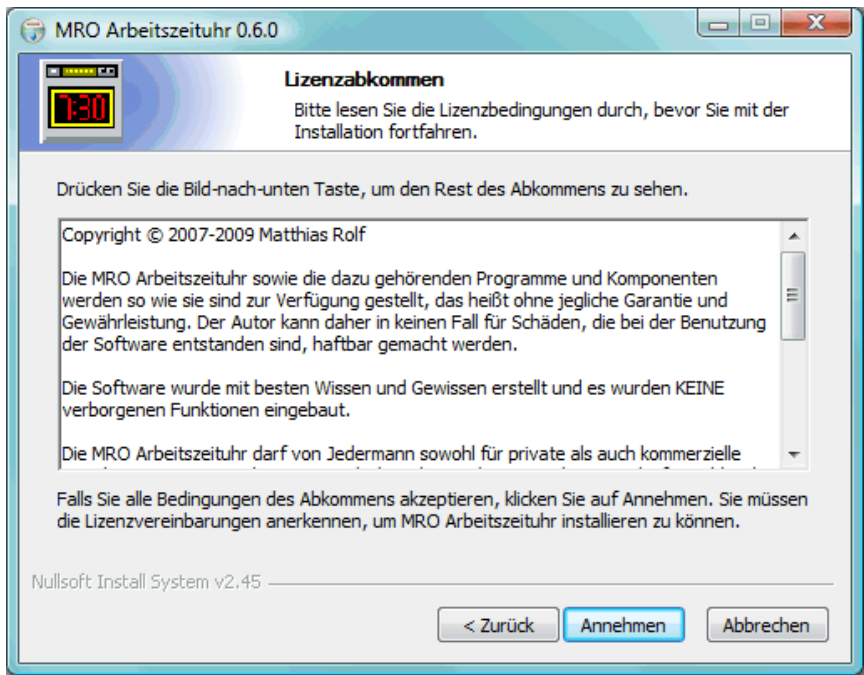 MRO Arbeitszeituhr 0.6.0
7:30
Lizenzabkommen
Bitte lesen Sie die Lizenzbedingungen durch, bevor Sie mit der
Installation fortfahren.
Drücken Sie die Bild-nach-unten Taste, um den Rest des Abkommens zu sehen.
Copyright © 2007-2009 Matthias Rolf
Die MRO Arbeitszeituhr sowie die dazu gehörenden Programme und Komponenten
werden so wie sie sind zur Verfügung gestellt, das heißt ohne jegliche Garantie und
Gewährleistung. Der Autor kann daher in keinen Fall für Schäden, die bei der Benutzung
der Software entstanden sind, haftbar gemacht werden.
Die Software wurde mit besten Wissen und Gewissen erstellt und es wurden KEINE
verborgenen Funktionen eingebaut.
Die MRO Arbeitszeituhr darf von Jedermann sowohl für private als auch kommerzielle
Falls Sie alle Bedingungen des Abkommens akzeptieren, klicken Sie auf Annehmen. Sie müssen
die Lizenzvereinbarungen anerkennen, um MRO Arbeitszeituhr installieren zu können.
Nullsoft Install System v2.45
< Zurück
Annehmen
Abbrechen